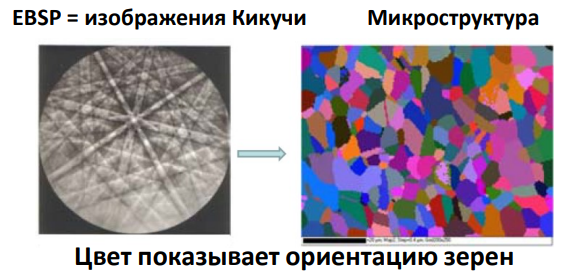 EBSP = изображения Кикучи
Микроструктура
Цвет показывает ориентацию зерен